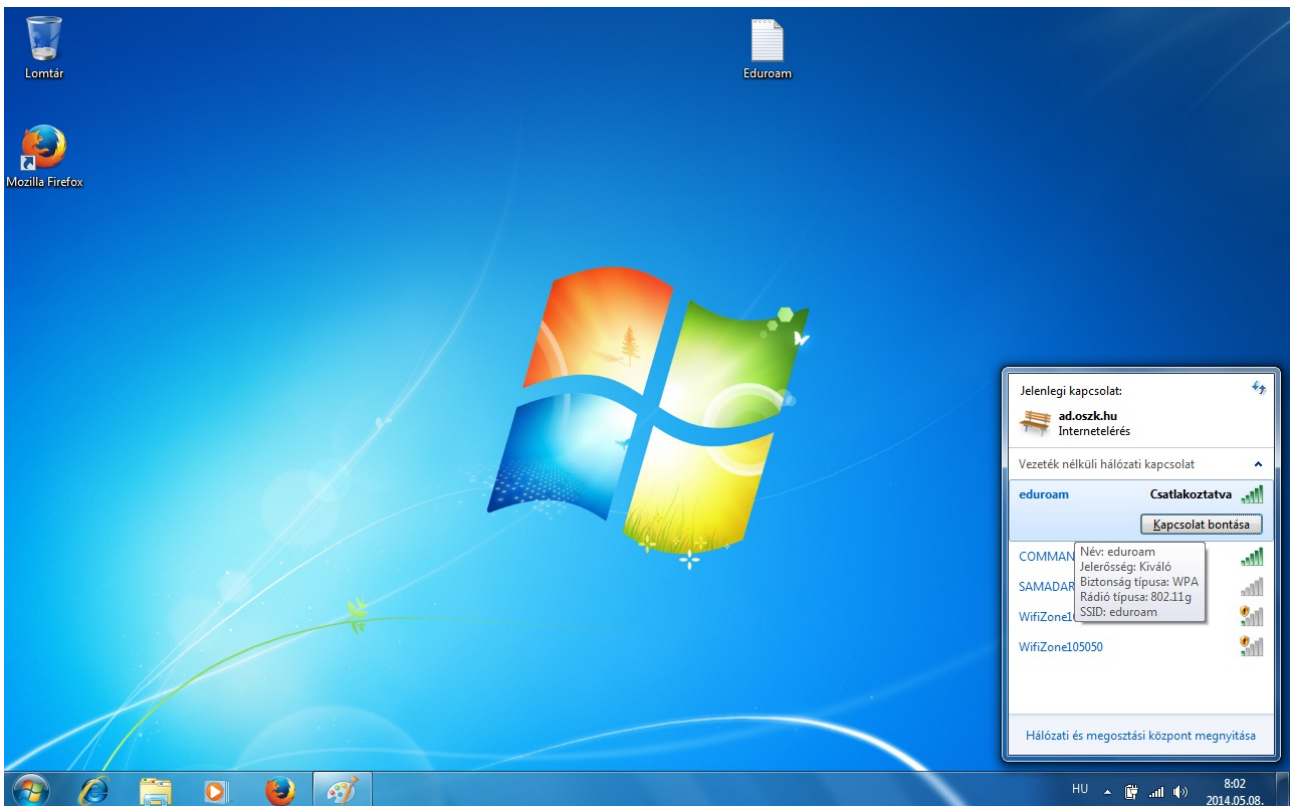 Lomtár
Eduroam
Mozilla Firefox
Jelenlegi kapcsolat:
ad.oszk.hu
Internetelérés
Vezeték nélküli hálózati kapcsolat
eduroam Csatlakoztatva
Kapcsolat bontása
COMMAN
Név: eduroam
Jelerősség: Kiváló
Biztonság típusa: WPA
Rádió típusa: 802.11g
SSID: eduroam
SAMADAR
WifiZone1
WifiZone105050
Hálózati és megosztási központ megnyitása
HU
8:02
2014.05.08.